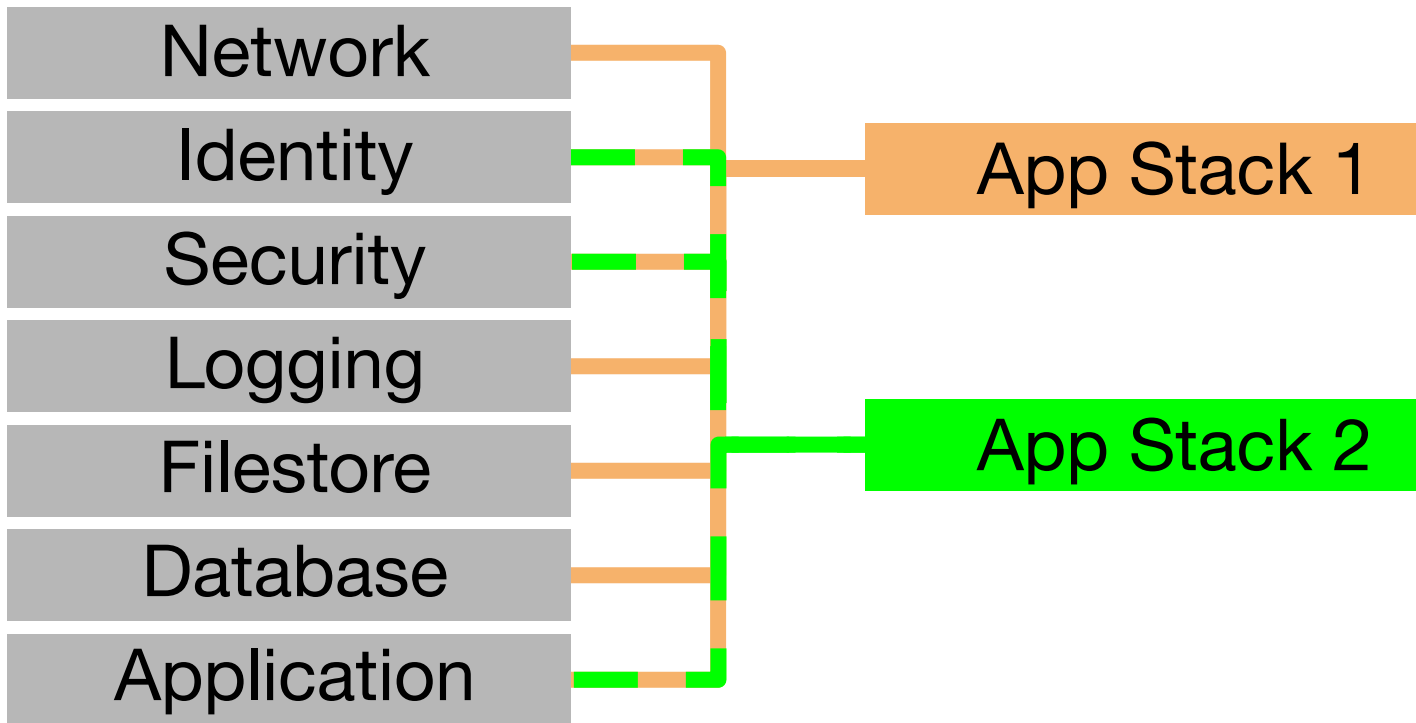 Network
Identity
Security
Logging
Filestore
Database
Application
App Stack 1
App Stack 2